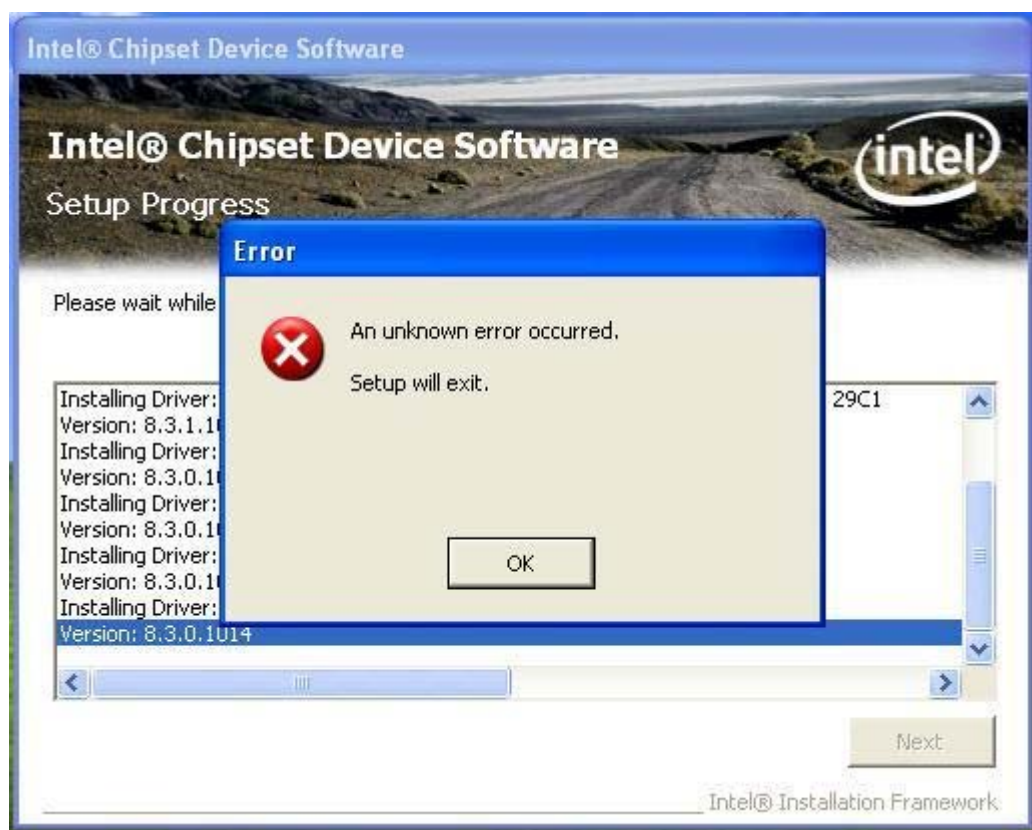 Intel® Chipset Device Software
Intel® Chipset Device Software
intel
Setup Progress
Error
Please wait while
An unknown error occurred.
Setup will exit.
Installing Driver: 29C1
Version: 8.3.1.1
Installing Driver:
Version: 8.3.0.1
Installing Driver:
Version: 8.3.0.1
Installing Driver:
Version: 8.3.0.1
Installing Driver:
Version: 8.3.0.1014
OK
Next
Intel® Installation Framework